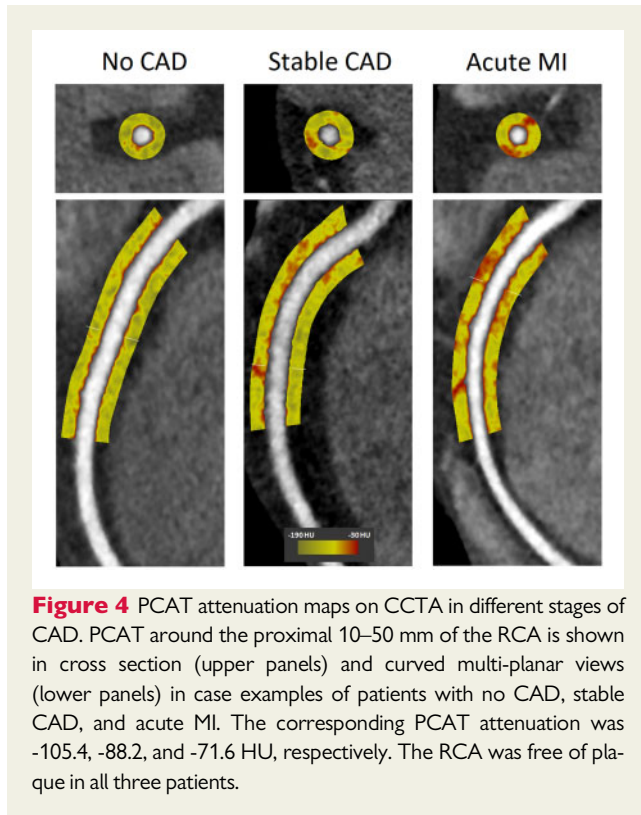 No CAD Stable CAD Acute MI
-190 HU -30 HU
Figure 4 PCAT attenuation maps on CCTA in different stages of
CAD. PCAT around the proximal 10–50 mm of the RCA is shown
in cross section (upper panels) and curved multi-planar views
(lower panels) in case examples of patients with no CAD, stable
CAD, and acute MI. The corresponding PCAT attenuation was
-105.4, -88.2, and -71.6 HU, respectively. The RCA was free of pla-
que in all three patients.